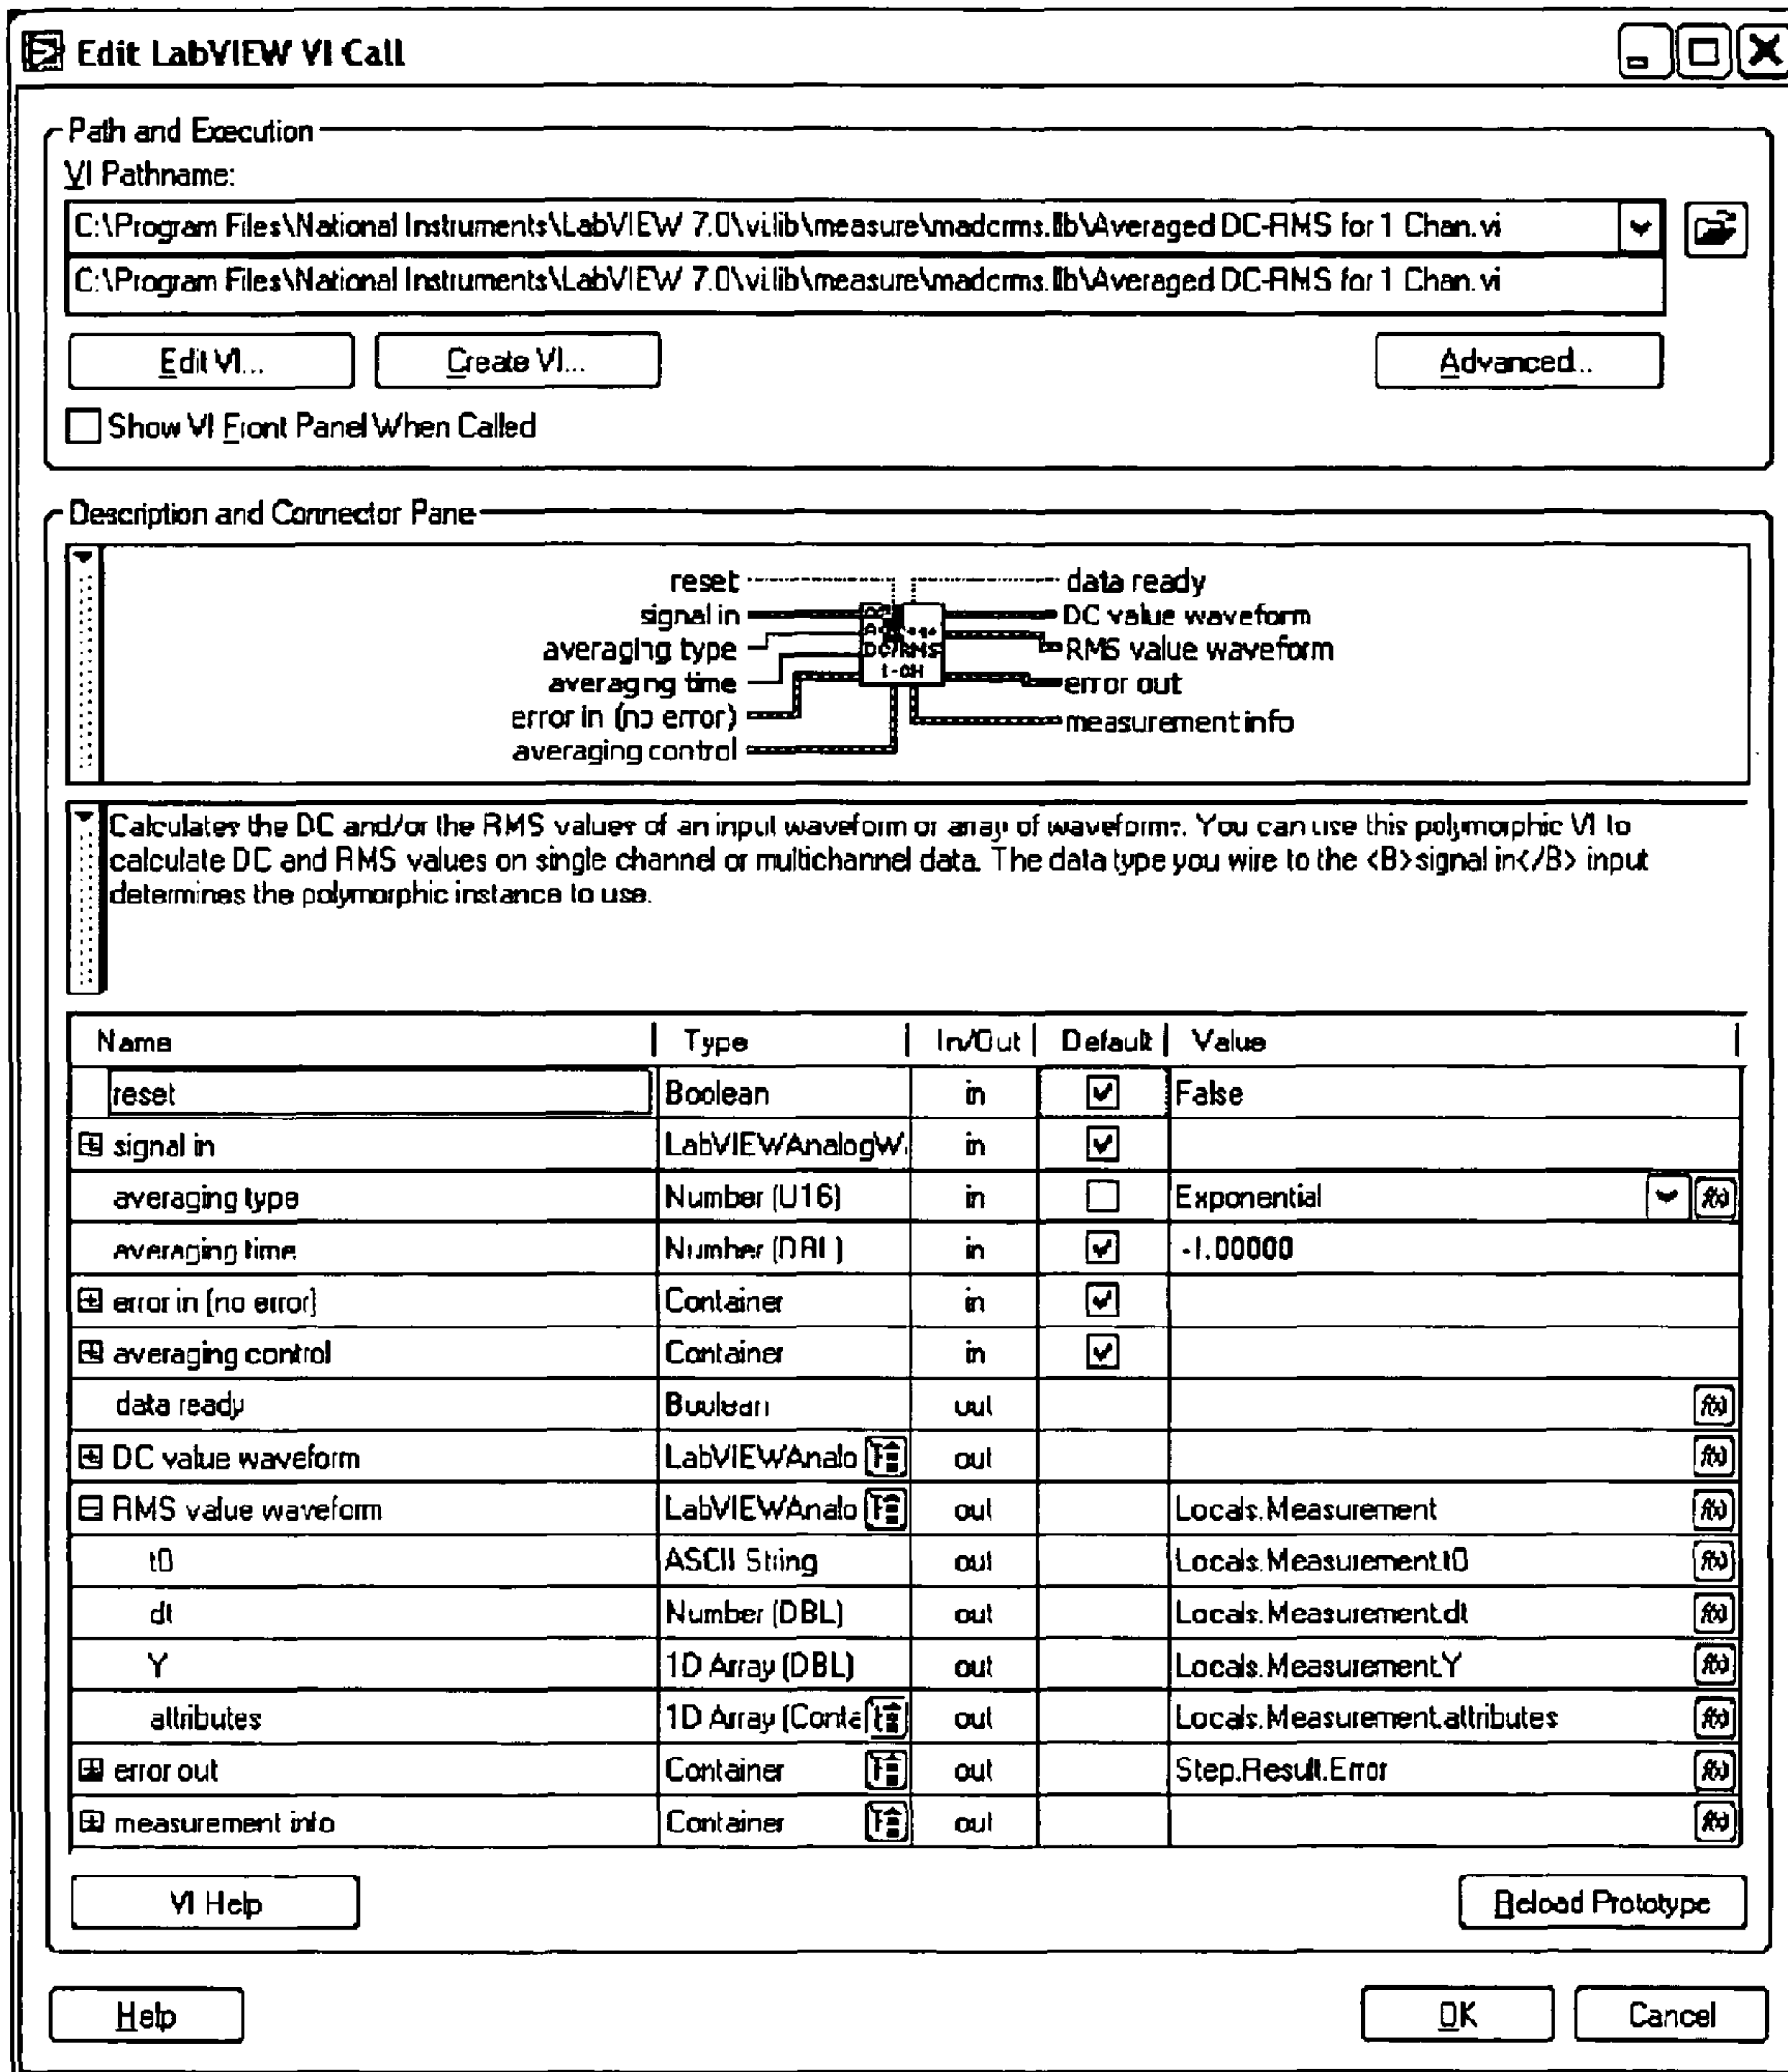 Edit LabVIEW VI Call
Path and Execution
VI Pathname:
C:\Program Files\National Instruments\LabVIEW 7.0\vi.lib\measure\madcrms.llb\Averaged DC-RMS for 1 Chan.vi
C:\Program Files\National Instruments\LabVIEW 7.0\vi.lib\measure\madcrms.llb\Averaged DC-RMS for 1 Chan.vi
Edit VI... Create VI... Advanced...
Show VI Front Panel When Called
Description and Connector Pane
reset data ready
signal in DC value waveform
averaging type DC/RMS RMS value waveform
averaging time 1-CH error out
error in (no error) measurement info
averaging control
Calculates the DC and/or the RMS values of an input waveform or array of waveforms. You can use this polymorphic VI to
calculate DC and RMS values on single channel or multichannel data. The data type you wire to the <B>signal in</B> input
determines the polymorphic instance to use.
Name Type In/Out Default Value
reset Boolean in False
signal in LabVIEWAnalogW in
averaging type Number (U16) in Exponential f(x)
averaging time Number (DBL) in -1.00000
error in (no error) Container in
averaging control Container in
data ready Boolean out f(x)
DC value waveform LabVIEWAnalo out f(x)
RMS value waveform LabVIEWAnalo out Locals.Measurement f(x)
t0 ASCII String out Locals.Measurement.t0 f(x)
dt Number (DBL) out Locals.Measurement.dt f(x)
Y 1D Array (DBL) out Locals.Measurement.Y f(x)
attributes 1D Array (Conta out Locals.Measurement.attributes f(x)
error out Container out Step.Result.Error f(x)
measurement info Container out f(x)
VI Help Reload Prototype
Help OK Cancel